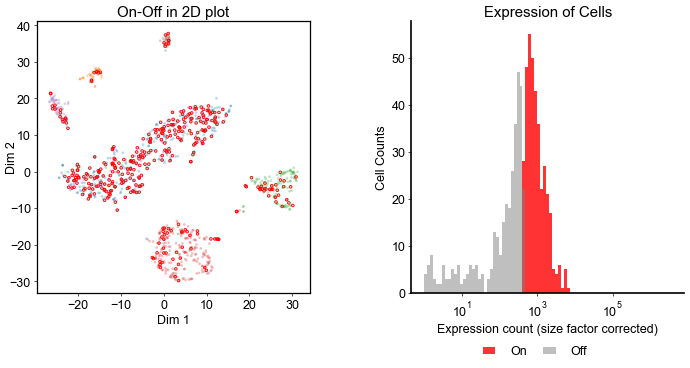 On-Off in 2D plot
Dim 2
40
30
20
10
0
−10
−20
−30
−20
−10
0
10
20
30
Dim 1
Expression of Cells
Cell Counts
50
40
30
20
10
0
10¹
10³
10⁵
Expression count (size factor corrected)
On
Off